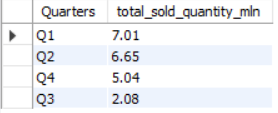 Quarters total_sold_quantity_mln
Q1 7.01
Q2 6.65
Q4 5.04
Q3 2.08